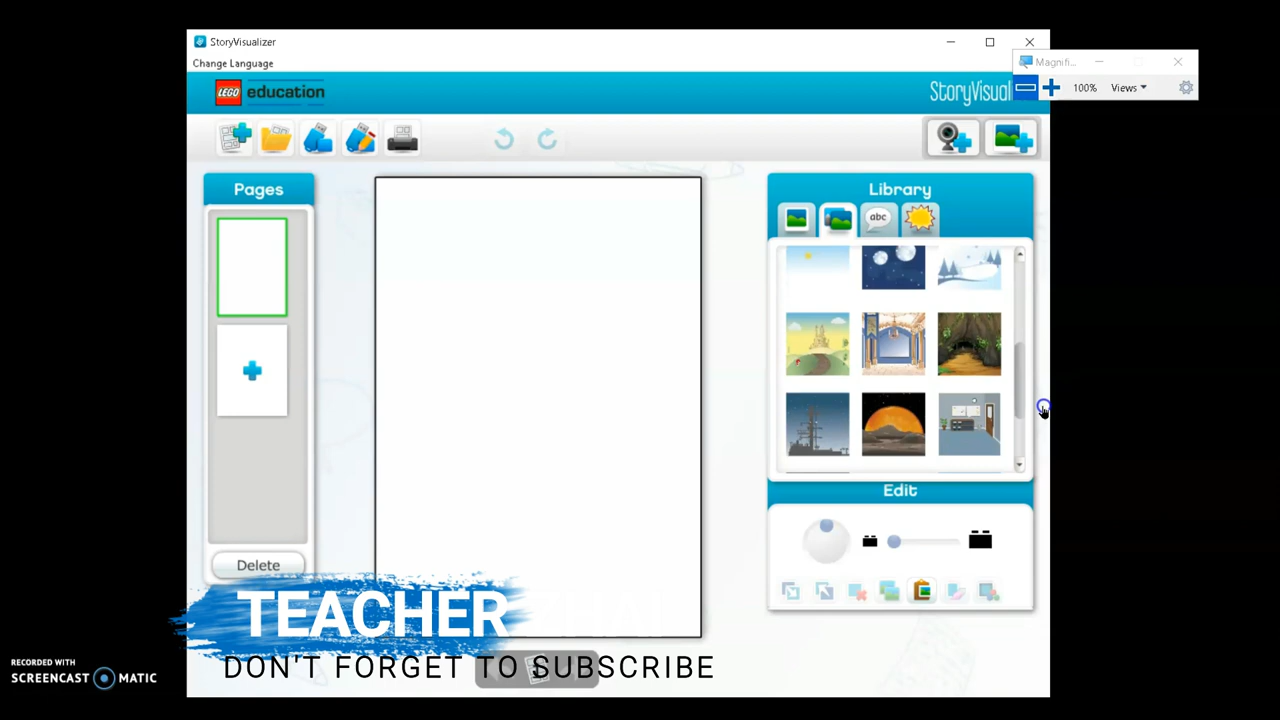 StoryVisualizer
Change Language
LEGO education
StoryVisual
Magnifi...
100%
Views
Pages
Library
abc
Edit
Delete
TEACHER
DON'T FORGET TO SUBSCRIBE
RECORDED WITH
SCREENCAST MATIC